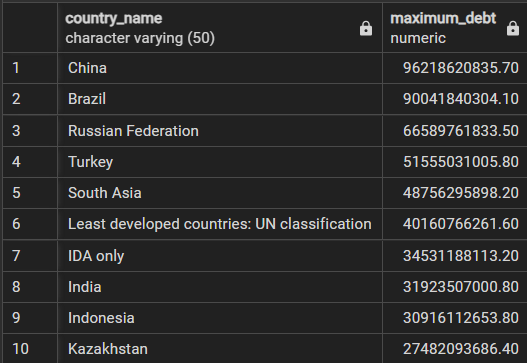 country_name maximum_debt
character varying (50) numeric
1 China 96218620835.70
2 Brazil 90041840304.10
3 Russian Federation 66589761833.50
4 Turkey 51555031005.80
5 South Asia 48756295898.20
6 Least developed countries: UN classification 40160766261.60
7 IDA only 34531188113.20
8 India 31923507000.80
9 Indonesia 30916112653.80
10 Kazakhstan 27482093686.40